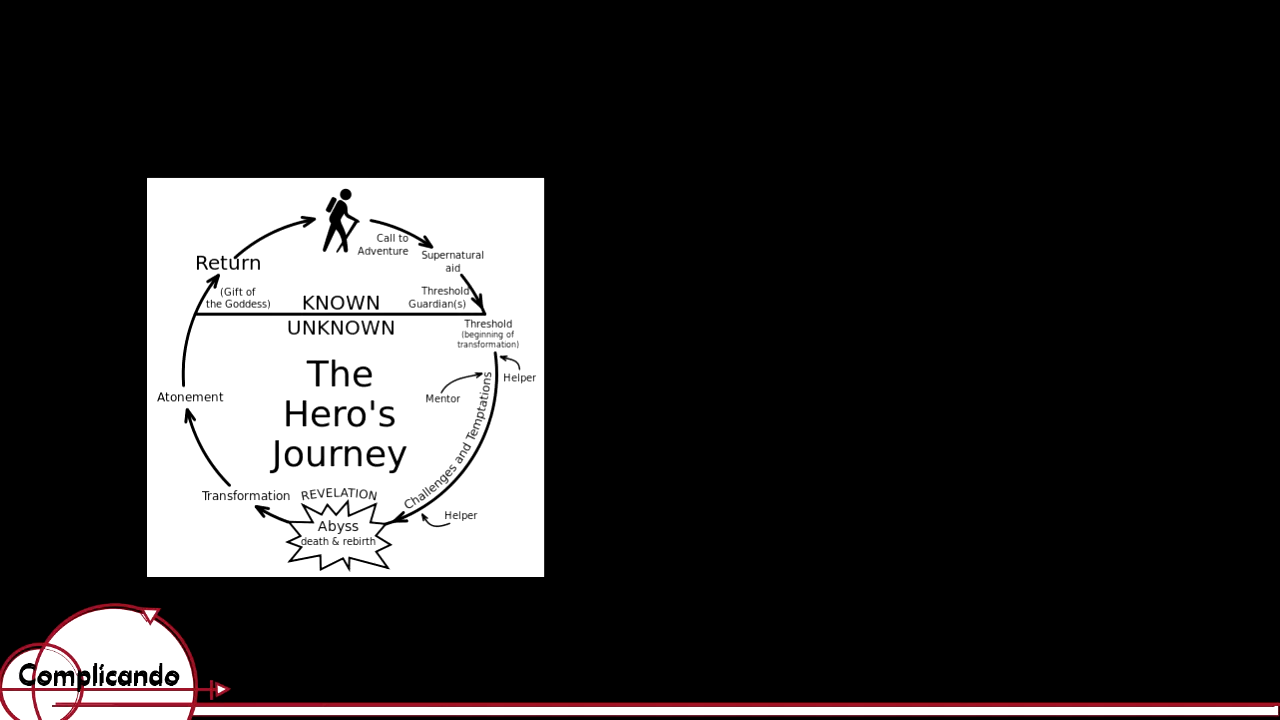 Call to
Adventure
Supernatural
aid
Return
(Gift of
the Goddess)
Threshold
Guardian(s)
KNOWN
UNKNOWN
Threshold
(beginning of
transformation)
The
Hero's
Journey
Helper
Mentor
Atonement
Challenges and Temptations
Transformation
REVELATION
Helper
Abyss
death & rebirth
Complicando